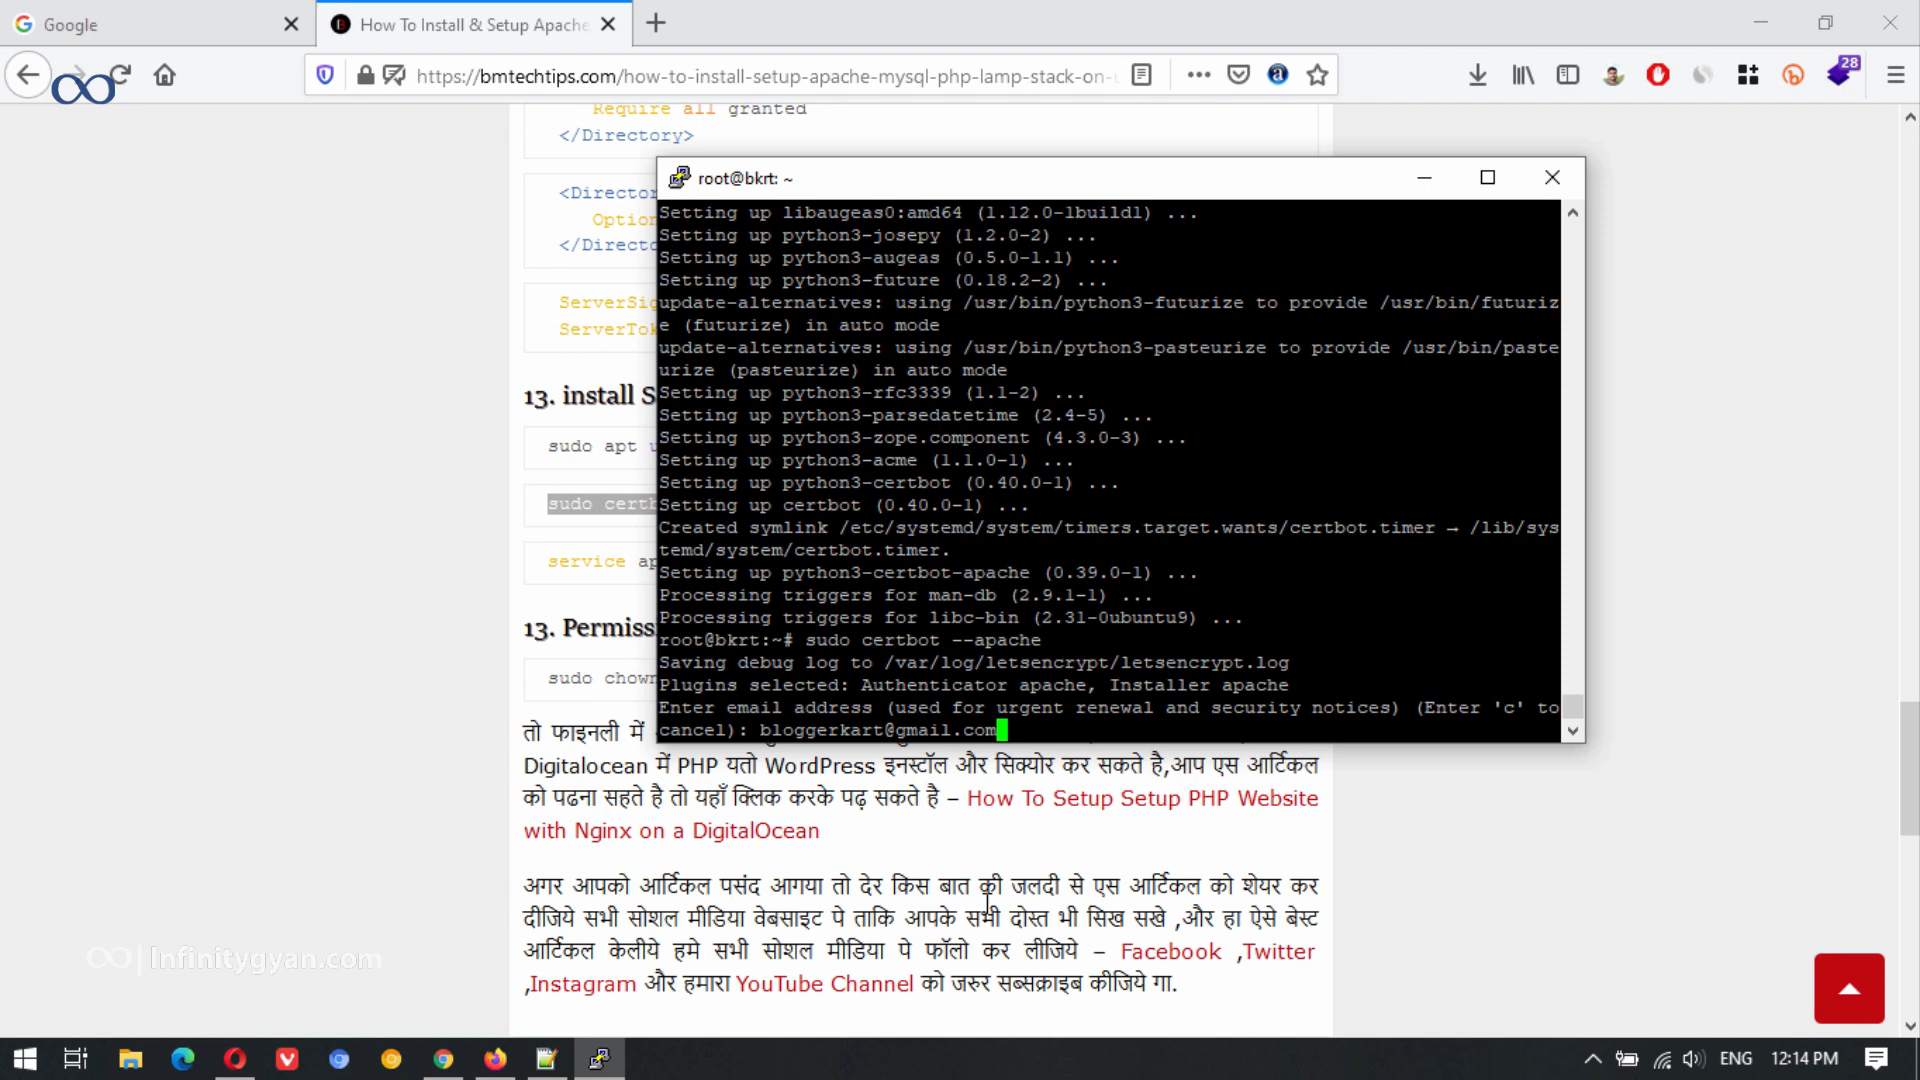 Google
How To Install & Setup Apache
https://bmtechtips.com/how-to-install-setup-apache-mysql-php-lamp-stack-on-u
28
Require all granted
</Directory>
<Director
Option
</Directo
ServerSig
ServerTok
13. install S
sudo apt u
sudo certb
service ap
13. Permiss
sudo chown
root@bkrt: ~
Setting up libaugeas0:amd64 (1.12.0-1build1) ...
Setting up python3-josepy (1.2.0-2) ...
Setting up python3-augeas (0.5.0-1.1) ...
Setting up python3-future (0.18.2-2) ...
update-alternatives: using /usr/bin/python3-futurize to provide /usr/bin/futuriz
e (futurize) in auto mode
update-alternatives: using /usr/bin/python3-pasteurize to provide /usr/bin/paste
urize (pasteurize) in auto mode
Setting up python3-rfc3339 (1.1-2) ...
Setting up python3-parsedatetime (2.4-5) ...
Setting up python3-zope.component (4.3.0-3) ...
Setting up python3-acme (1.1.0-1) ...
Setting up python3-certbot (0.40.0-1) ...
Setting up certbot (0.40.0-1) ...
Created symlink /etc/systemd/system/timers.target.wants/certbot.timer → /lib/sys
temd/system/certbot.timer.
Setting up python3-certbot-apache (0.39.0-1) ...
Processing triggers for man-db (2.9.1-1) ...
Processing triggers for libc-bin (2.31-0ubuntu9) ...
root@bkrt:~# sudo certbot --apache
Saving debug log to /var/log/letsencrypt/letsencrypt.log
Plugins selected: Authenticator apache, Installer apache
Enter email address (used for urgent renewal and security notices) (Enter 'c' to
cancel): bloggerkart@gmail.com
तो फाइनली में
Digitalocean में PHP यतो WordPress इनस्टॉल और सिक्योर कर सकते है,आप एस आर्टिकल
को पढना सहते है तो यहाँ क्लिक करके पढ़ सकते है – How To Setup Setup PHP Website
with Nginx on a DigitalOcean
अगर आपको आर्टिकल पसंद आगया तो देर किस बात की जलदी से एस आर्टिकल को शेयर कर
दीजिये सभी सोशल मीडिया वेबसाइट पे ताकि आपके सभी दोस्त भी सिख सखे ,और हा ऐसे बेस्ट
आर्टिकल केलीये हमे सभी सोशल मीडिया पे फॉलो कर लीजिये – Facebook ,Twitter
,Instagram और हमारा YouTube Channel को जरुर सब्सक्राइब कीजिये गा.
Infinitygyan.com
ENG
12:14 PM